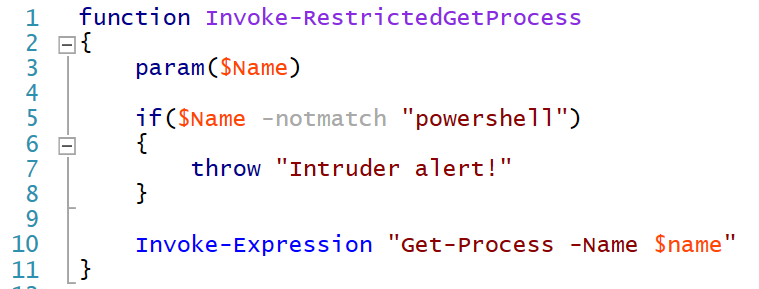 1 function Invoke-RestrictedGetProcess
2 {
3     param($Name)
4
5     if($Name -notmatch "powershell")
6     {
7         throw "Intruder alert!"
8     }
9
10     Invoke-Expression "Get-Process -Name $name"
11 }